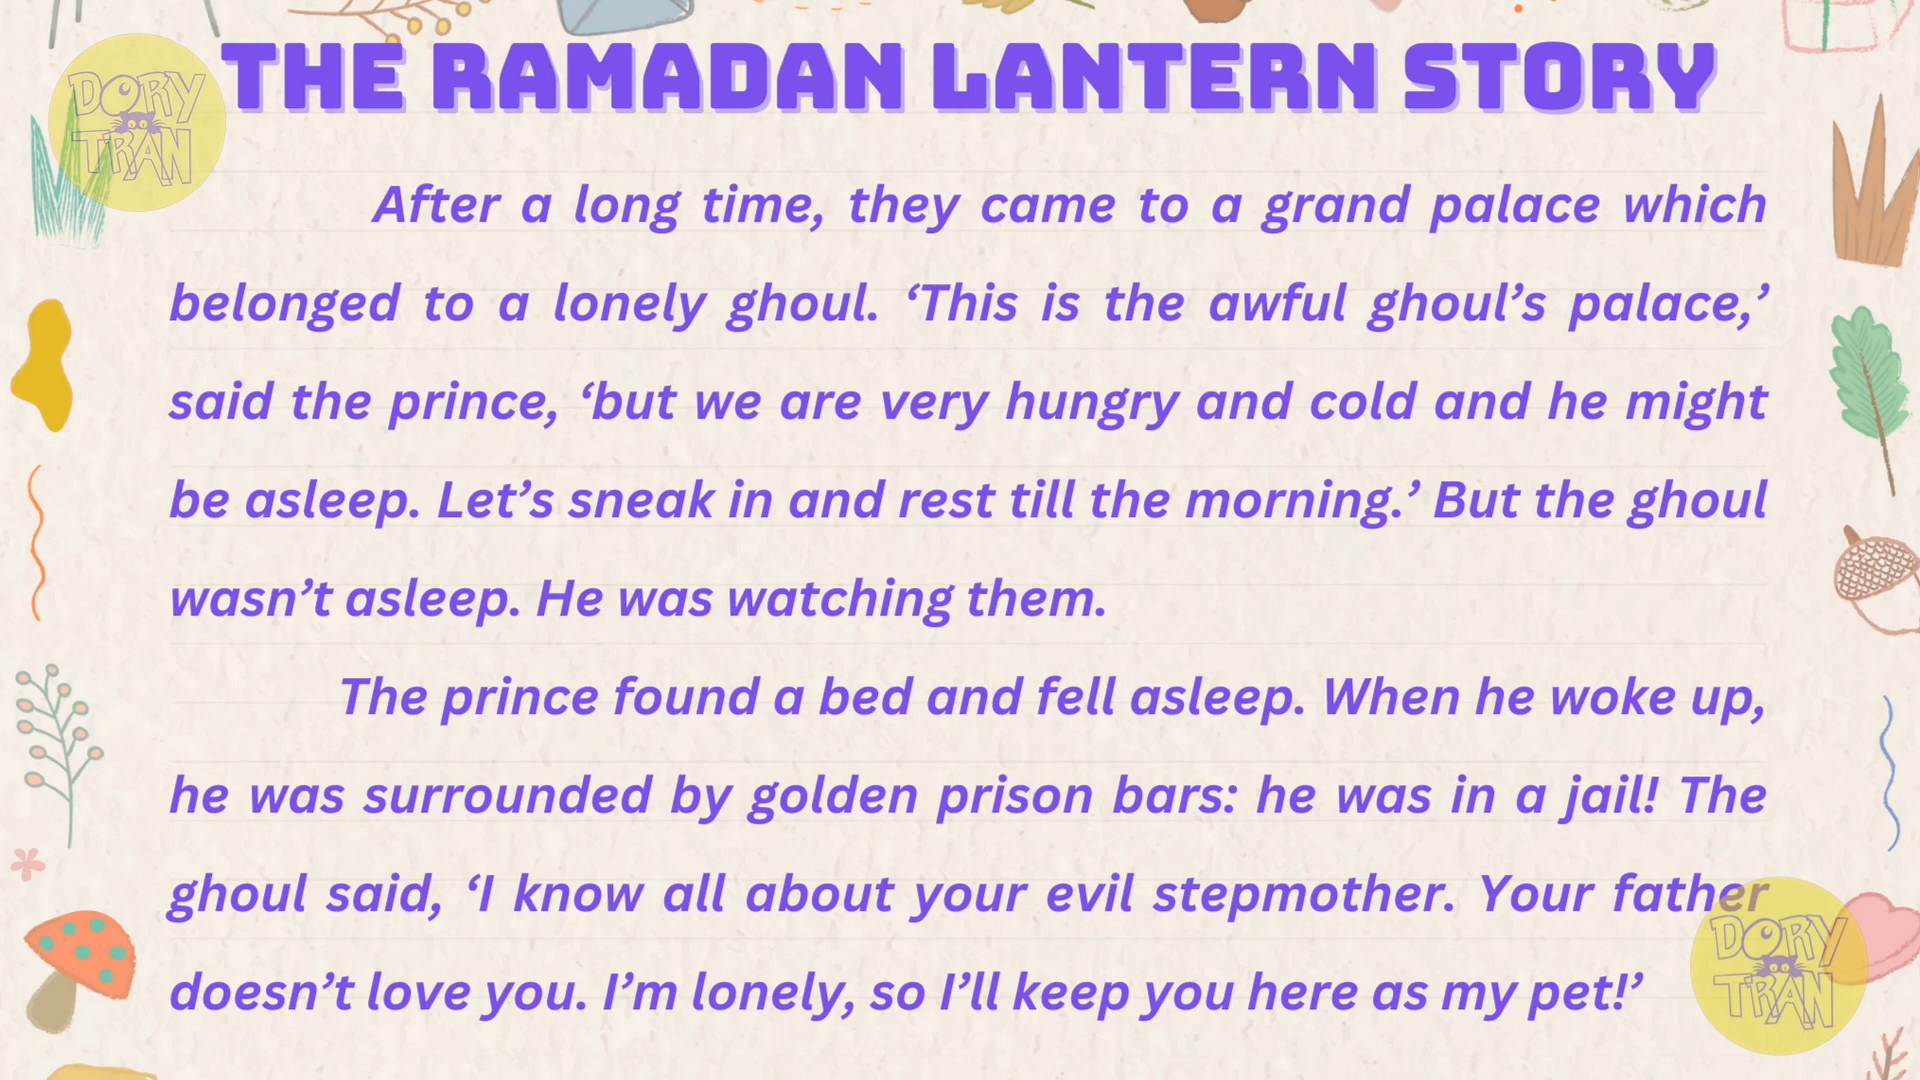 THE RAMADAN LANTERN STORY
DORY
TRAN
After a long time, they came to a grand palace which
belonged to a lonely ghoul. ‘This is the awful ghoul’s palace,’
said the prince, ‘but we are very hungry and cold and he might
be asleep. Let’s sneak in and rest till the morning.’ But the ghoul
wasn’t asleep. He was watching them.
The prince found a bed and fell asleep. When he woke up,
he was surrounded by golden prison bars: he was in a jail! The
ghoul said, ‘I know all about your evil stepmother. Your father
doesn’t love you. I’m lonely, so I’ll keep you here as my pet!’
DORY
TRAN